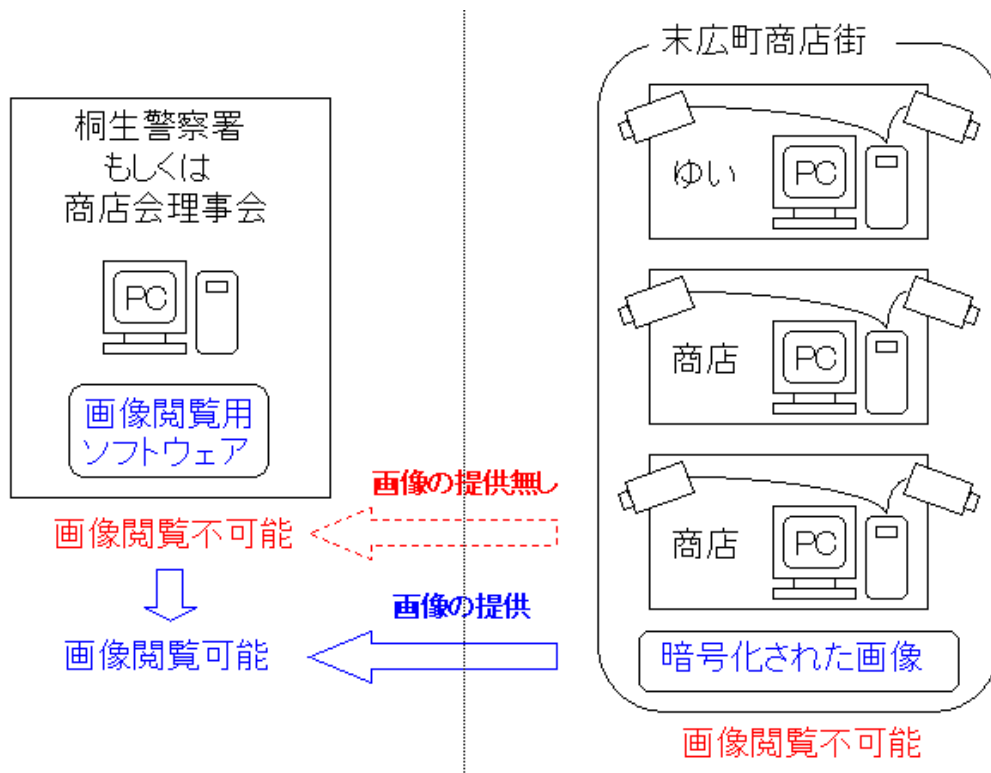 末広町商店街
桐生警察署
もしくは
商店会理事会
PC
画像閲覧用
ソフトウェア
画像閲覧不可能
画像閲覧可能
画像の提供無し
画像の提供
ゆい
PC
商店
PC
商店
PC
暗号化された画像
画像閲覧不可能